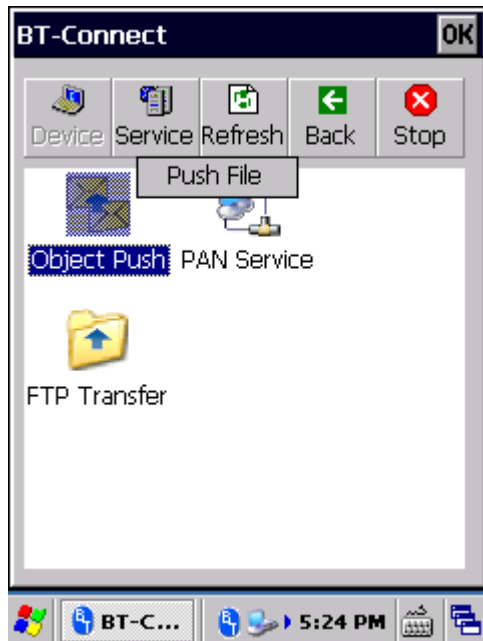 BT-Connect OK
Device Service Refresh Back Stop
Push File
Object Push PAN Service
FTP Transfer
BT-C... 5:24 PM